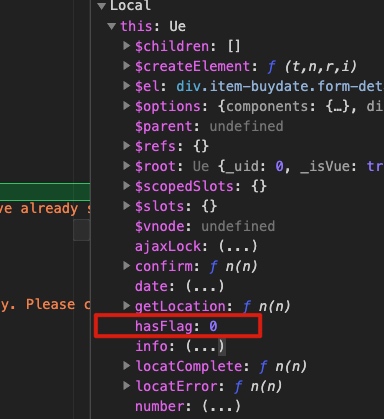 Local
this: Ue
$children: []
$createElement: ƒ (t,n,r,i)
$el: div.item-buydate.form-det
$options: {components: {…}, di
$parent: undefined
$refs: {}
$root: Ue {_uid: 0, _isVue: tr
$scopedSlots: {}
$slots: {}
$vnode: undefined
ve already s
ajaxLock: (...)
confirm: ƒ n(n)
date: (...)
y. Please c
getLocation: ƒ n(n)
hasFlag: 0
info: (...)
locatComplete: ƒ n(n)
locatError: ƒ n(n)
number: (...)